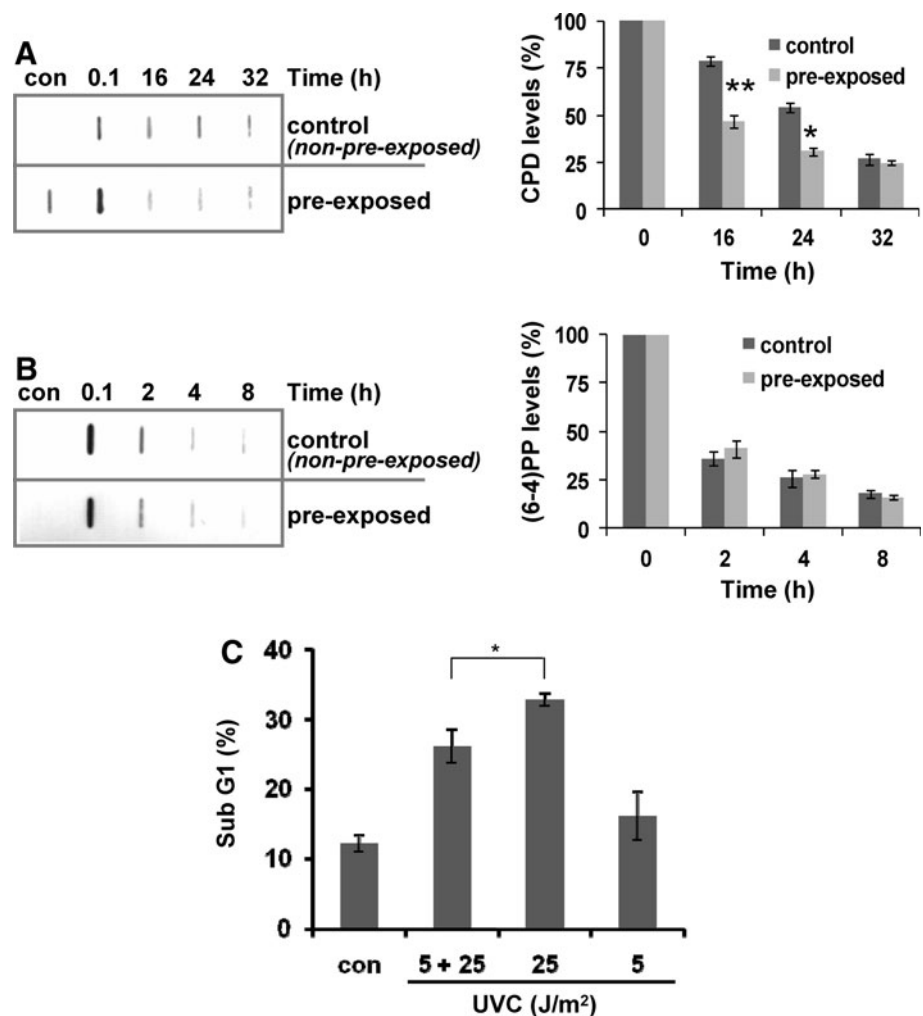 A
con 0.1 16 24 32 Time (h)
control
(non-pre-exposed)
pre-exposed
CPD levels (%)
100
75
50
25
0
control
pre-exposed
**
*
0 16 24 32
Time (h)
B
con 0.1 2 4 8 Time (h)
control
(non-pre-exposed)
pre-exposed
(6-4)PP levels (%)
100
75
50
25
0
control
pre-exposed
0 2 4 8
Time (h)
C
Sub G1 (%)
40
30
20
10
0
*
con 5 + 25 25 5
UVC (J/m²)